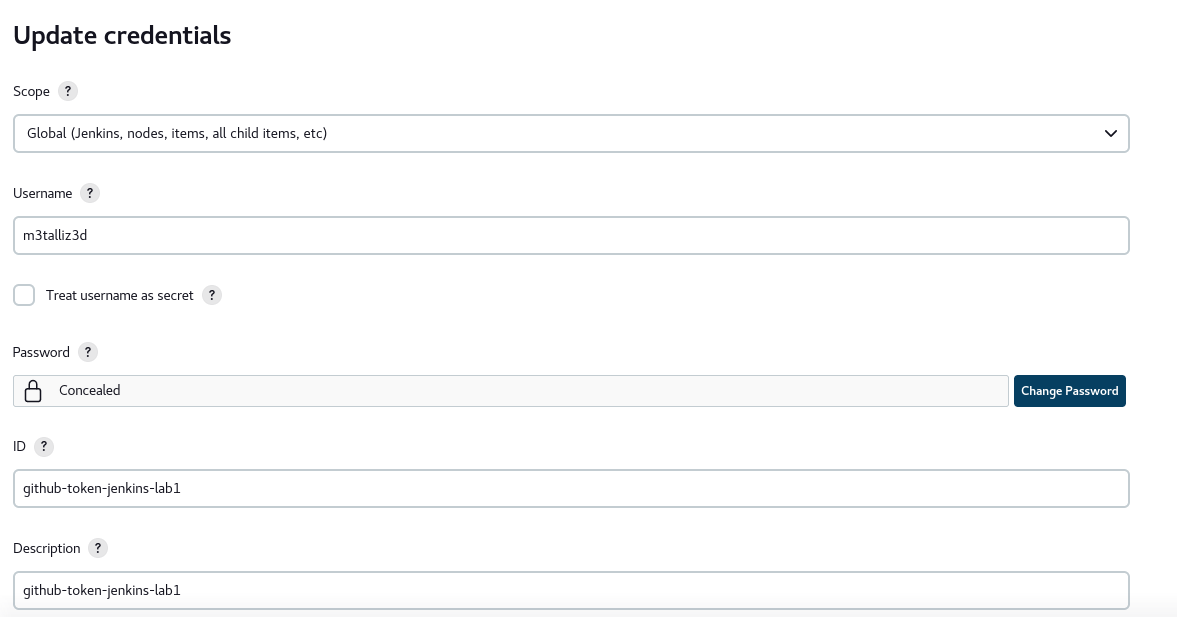 Update credentials
Scope ?
Global (Jenkins, nodes, items, all child items, etc)
Username ?
m3talliz3d
Treat username as secret ?
Password ?
Concealed
Change Password
ID ?
github-token-jenkins-lab1
Description ?
github-token-jenkins-lab1